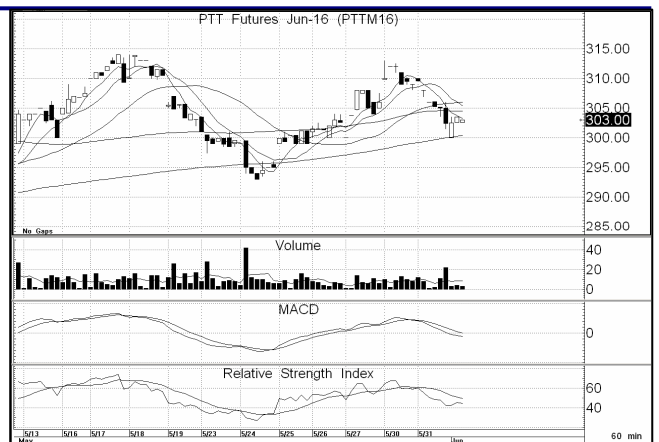 PTT Futures Jun-16 (PTTM16)
315.00
310.00
305.00
303.00
300.00
295.00
290.00
285.00
No Gaps
Volume
40
20
0
MACD
0
Relative Strength Index
60
40
5/13 5/16 5/17 5/18 5/19 5/23 5/24 5/25 5/26 5/27 5/30 5/31
May Jun
60 min